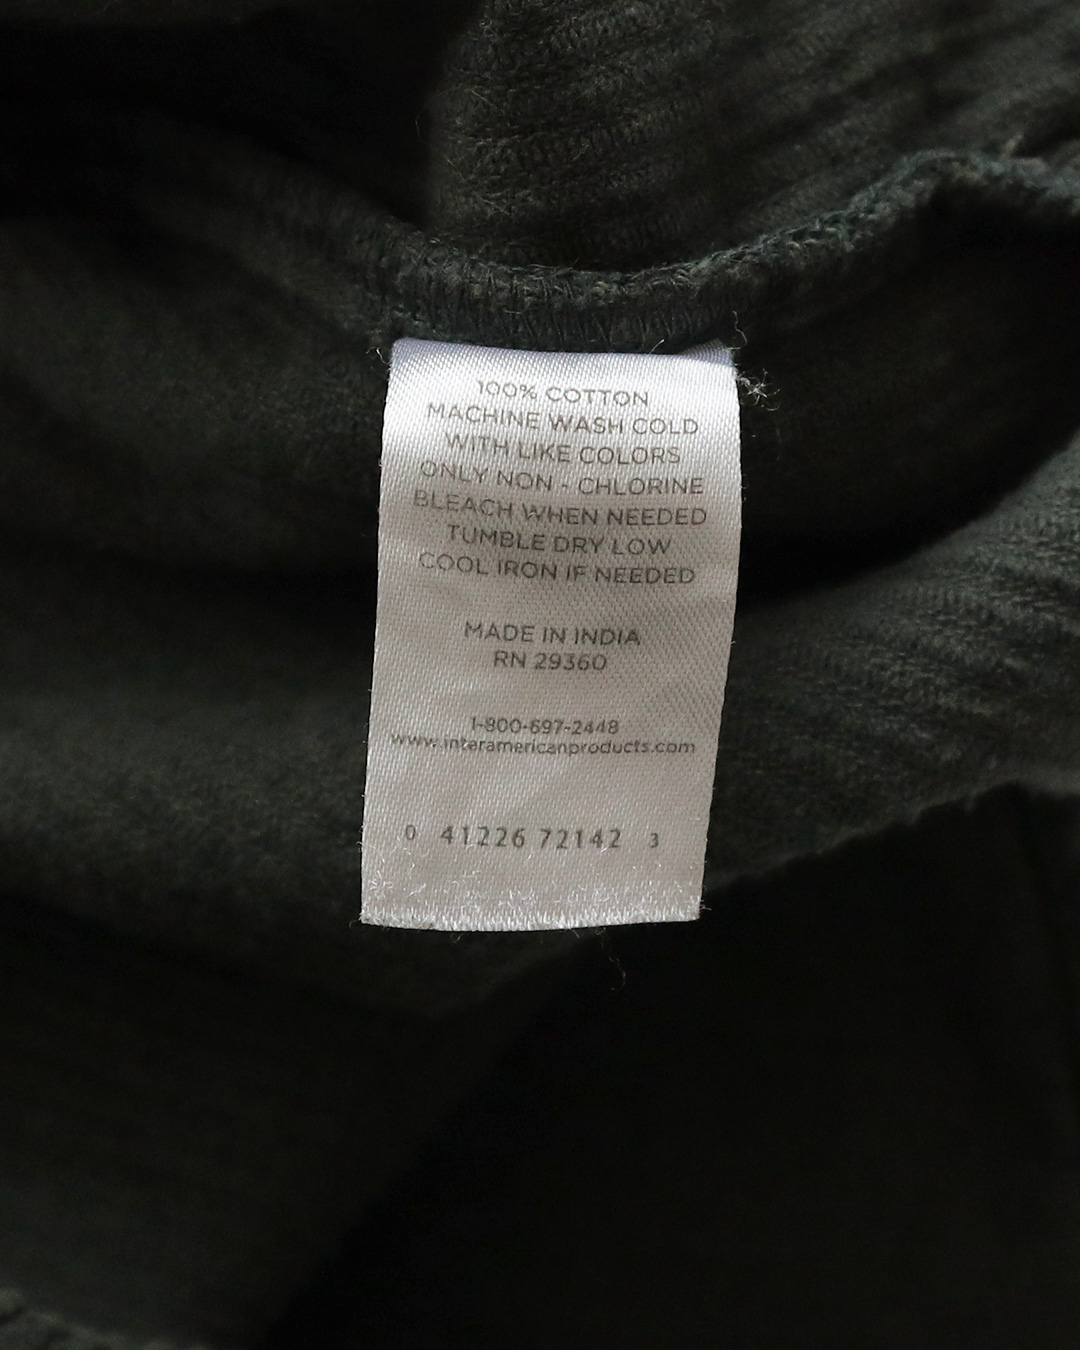 100% COTTON
MACHINE WASH COLD
WITH LIKE COLORS
ONLY NON - CHLORINE
BLEACH WHEN NEEDED
TUMBLE DRY LOW
COOL IRON IF NEEDED
MADE IN INDIA
RN 29360
1-800-697-2448
www.interamericanproducts.com
0 41226 72142 3